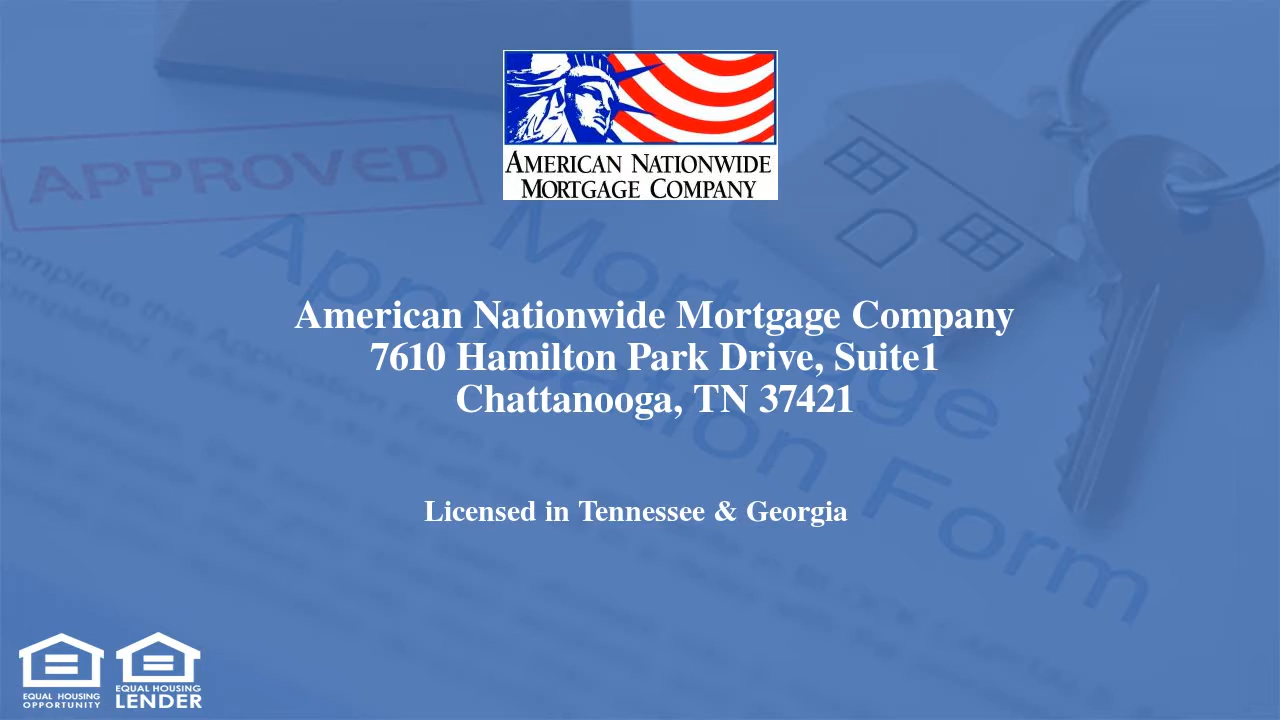 AMERICAN NATIONWIDE
MORTGAGE COMPANY
APPROVED
Mortgage
Application Form
American Nationwide Mortgage Company
7610 Hamilton Park Drive, Suite1
Chattanooga, TN 37421
Licensed in Tennessee & Georgia
EQUAL HOUSING
OPPORTUNITY
EQUAL HOUSING
LENDER